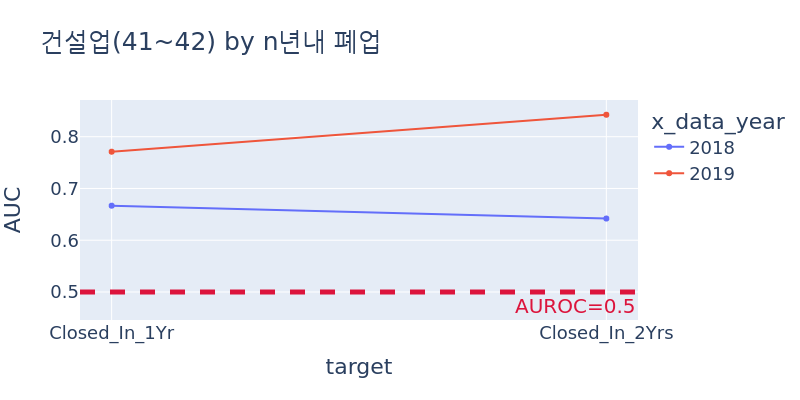 건설업(41~42) by n년내 폐업
x_data_year
2018
2019
AUC
0.8
0.7
0.6
0.5
AUROC=0.5
Closed_In_1Yr
Closed_In_2Yrs
target